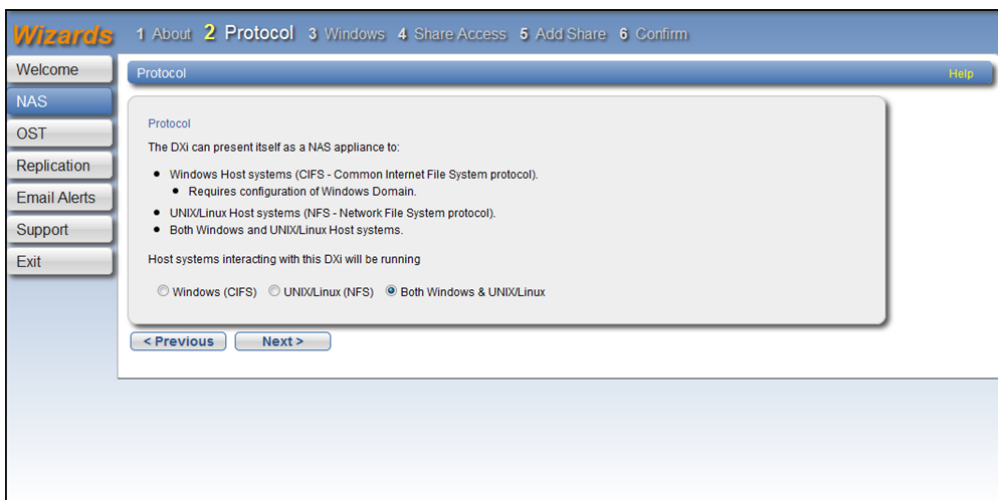 Wizards 1 About 2 Protocol 3 Windows 4 Share Access 5 Add Share 6 Confirm
Welcome
NAS
OST
Replication
Email Alerts
Support
Exit
Protocol Help
Protocol
The DXi can present itself as a NAS appliance to:
• Windows Host systems (CIFS - Common Internet File System protocol).
• Requires configuration of Windows Domain.
• UNIX/Linux Host systems (NFS - Network File System protocol).
• Both Windows and UNIX/Linux Host systems.
Host systems interacting with this DXi will be running
Windows (CIFS) UNIX/Linux (NFS) Both Windows & UNIX/Linux
< Previous Next >